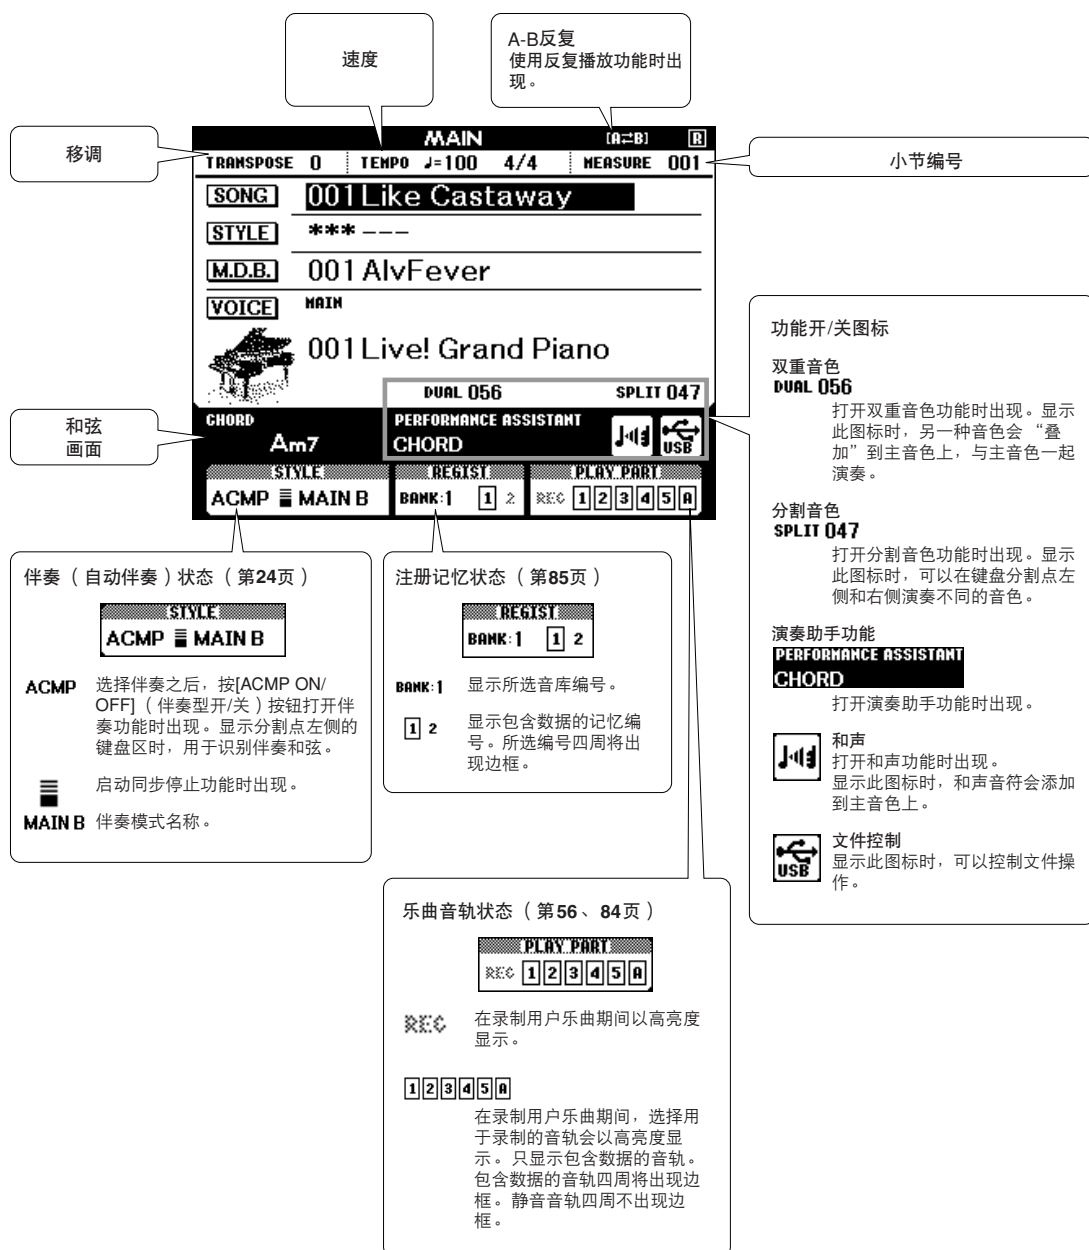 速度
A-B反复
使用反复播放功能时出
现。
移调
MAIN [A⇄B] R
TRANSPOSE 0 TEMPO ♩=100 4/4 MEASURE 001
小节编号
SONG 001 Like Castaway
STYLE *** ---
M.D.B. 001 AlvFever
VOICE MAIN
001 Live! Grand Piano
DUAL 056 SPLIT 047
和弦
画面
CHORD
Am7
PERFORMANCE ASSISTANT
CHORD
USB
STYLE REGIST PLAY PART
ACMP MAIN B BANK:1 1 2 REC 1 2 3 4 5 A
功能开/关图标
双重音色
DUAL 056
打开双重音色功能时出现。显示
此图标时，另一种音色会“叠
加”到主音色上，与主音色一起
演奏。
分割音色
SPLIT 047
打开分割音色功能时出现。显示
此图标时，可以在键盘分割点左
侧和右侧演奏不同的音色。
演奏助手功能
PERFORMANCE ASSISTANT
CHORD
打开演奏助手功能时出现。
和声
打开和声功能时出现。
显示此图标时，和声音符会添加
到主音色上。
文件控制
USB
显示此图标时，可以控制文件操
作。
伴奏（自动伴奏）状态（第24页）
STYLE
ACMP MAIN B
ACMP 选择伴奏之后，按[ACMP ON/
OFF]（伴奏型开/关）按钮打开伴
奏功能时出现。显示分割点左侧的
键盘区时，用于识别伴奏和弦。
启动同步停止功能时出现。
MAIN B 伴奏模式名称。
注册记忆状态（第85页）
REGIST
BANK:1 1 2
BANK:1 显示所选音库编号。
1 2 显示包含数据的记忆编
号。所选编号四周将出
现边框。
乐曲音轨状态（第56、84页）
PLAY PART
REC 1 2 3 4 5 A
REC 在录制用户乐曲期间以高亮度
显示。
1 2 3 4 5 A
在录制用户乐曲期间，选择用
于录制的音轨会以高亮度显
示。只显示包含数据的音轨。
包含数据的音轨四周将出现边
框。静音音轨四周不出现边
框。